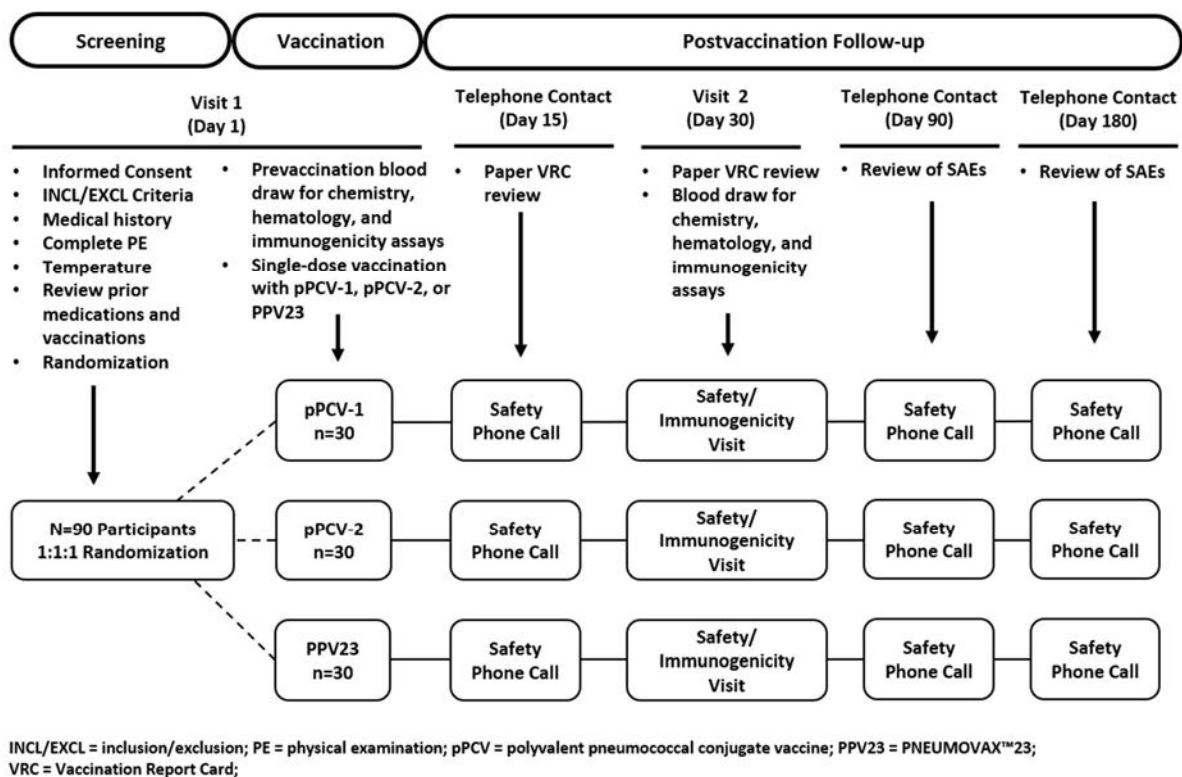 Screening
Vaccination
Postvaccination Follow-up
Visit 1
(Day 1)
Telephone Contact
(Day 15)
Visit 2
(Day 30)
Telephone Contact
(Day 90)
Telephone Contact
(Day 180)
• Informed Consent
• INCL/EXCL Criteria
• Medical history
• Complete PE
• Temperature
• Review prior
medications and
vaccinations
• Randomization
• Prevaccination blood
draw for chemistry,
hematology, and
immunogenicity assays
• Single-dose vaccination
with pPCV-1, pPCV-2, or
PPV23
• Paper VRC
review
• Paper VRC review
• Blood draw for
chemistry,
hematology, and
immunogenicity
assays
• Review of SAEs
• Review of SAEs
N=90 Participants
1:1:1 Randomization
pPCV-1
n=30
Safety
Phone Call
Safety/
Immunogenicity
Visit
Safety
Phone Call
Safety
Phone Call
pPCV-2
n=30
Safety
Phone Call
Safety/
Immunogenicity
Visit
Safety
Phone Call
Safety
Phone Call
PPV23
n=30
Safety
Phone Call
Safety/
Immunogenicity
Visit
Safety
Phone Call
Safety
Phone Call
INCL/EXCL = inclusion/exclusion; PE = physical examination; pPCV = polyvalent pneumococcal conjugate vaccine; PPV23 = PNEUMOVAX™23;
VRC = Vaccination Report Card;